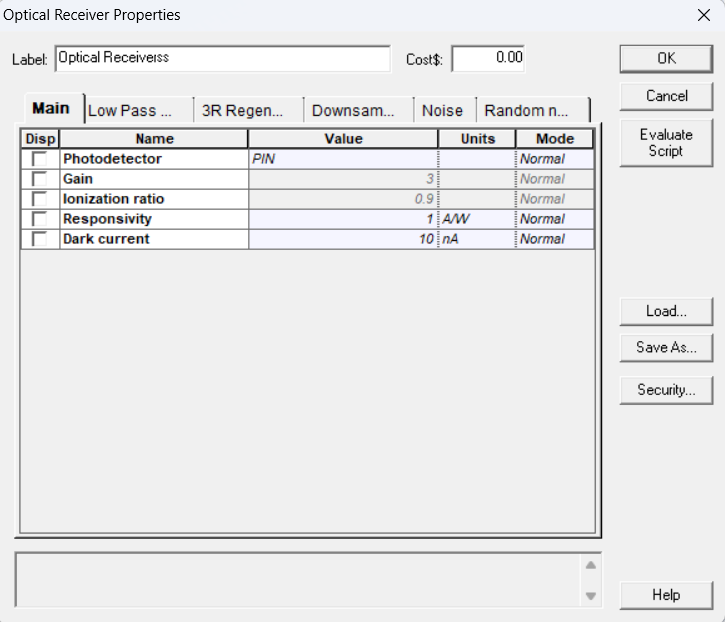 Optical Receiver Properties
Label: Optical Receiverss Cost$: 0.00 OK
Cancel
Evaluate
Script
Main Low Pass ... 3R Regen... Downsam... Noise Random n...
Disp Name Value Units Mode
Photodetector PIN Normal
Gain 3 Normal
Ionization ratio 0.9 Normal
Responsivity 1 A/W Normal
Dark current 10 nA Normal
Load...
Save As...
Security...
Help